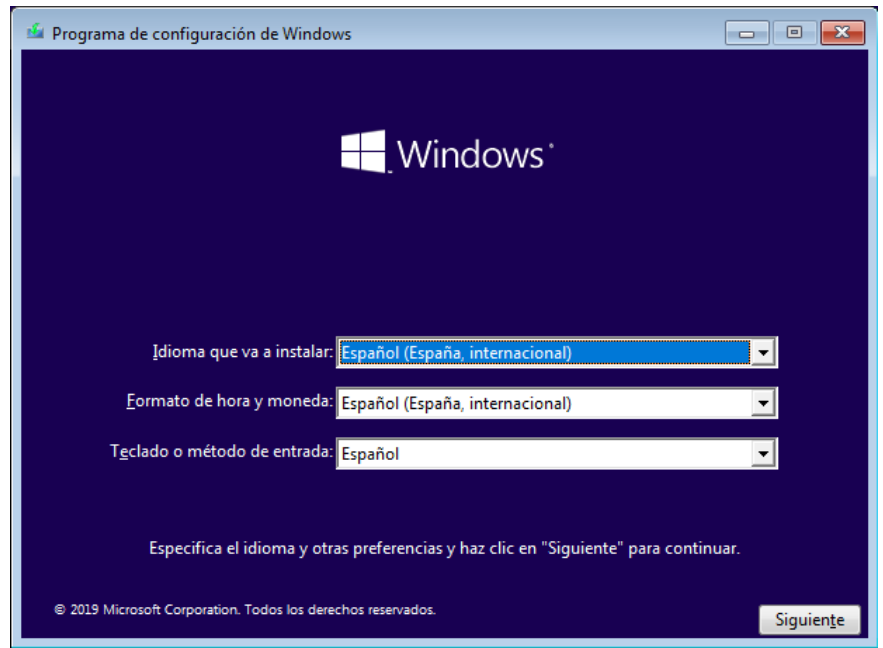 Programa de configuración de Windows
Windows
Idioma que va a instalar: Español (España, internacional)
Formato de hora y moneda: Español (España, internacional)
Teclado o método de entrada: Español
Especifica el idioma y otras preferencias y haz clic en "Siguiente" para continuar.
© 2019 Microsoft Corporation. Todos los derechos reservados.
Siguiente